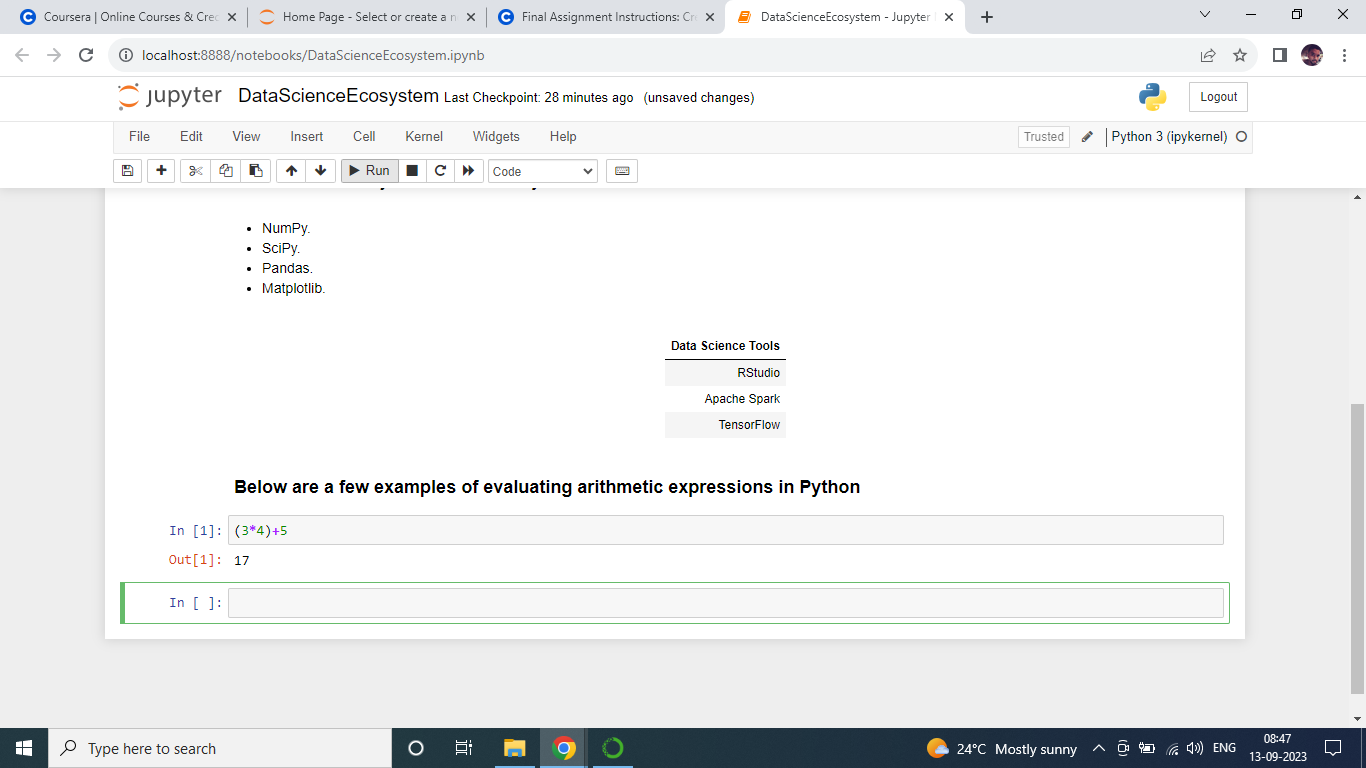 Coursera | Online Courses & Cre
Home Page - Select or create a n
Final Assignment Instructions: Cr
DataScienceEcosystem - Jupyter
localhost:8888/notebooks/DataScienceEcosystem.ipynb
jupyter DataScienceEcosystem Last Checkpoint: 28 minutes ago (unsaved changes)
Logout
File Edit View Insert Cell Kernel Widgets Help
Trusted
Python 3 (ipykernel)
Run
Code
• NumPy.
• SciPy.
• Pandas.
• Matplotlib.
Data Science Tools
RStudio
Apache Spark
TensorFlow
Below are a few examples of evaluating arithmetic expressions in Python
In [1]: (3*4)+5
Out[1]: 17
In [ ]:
Type here to search
24°C Mostly sunny
ENG
08:47
13-09-2023